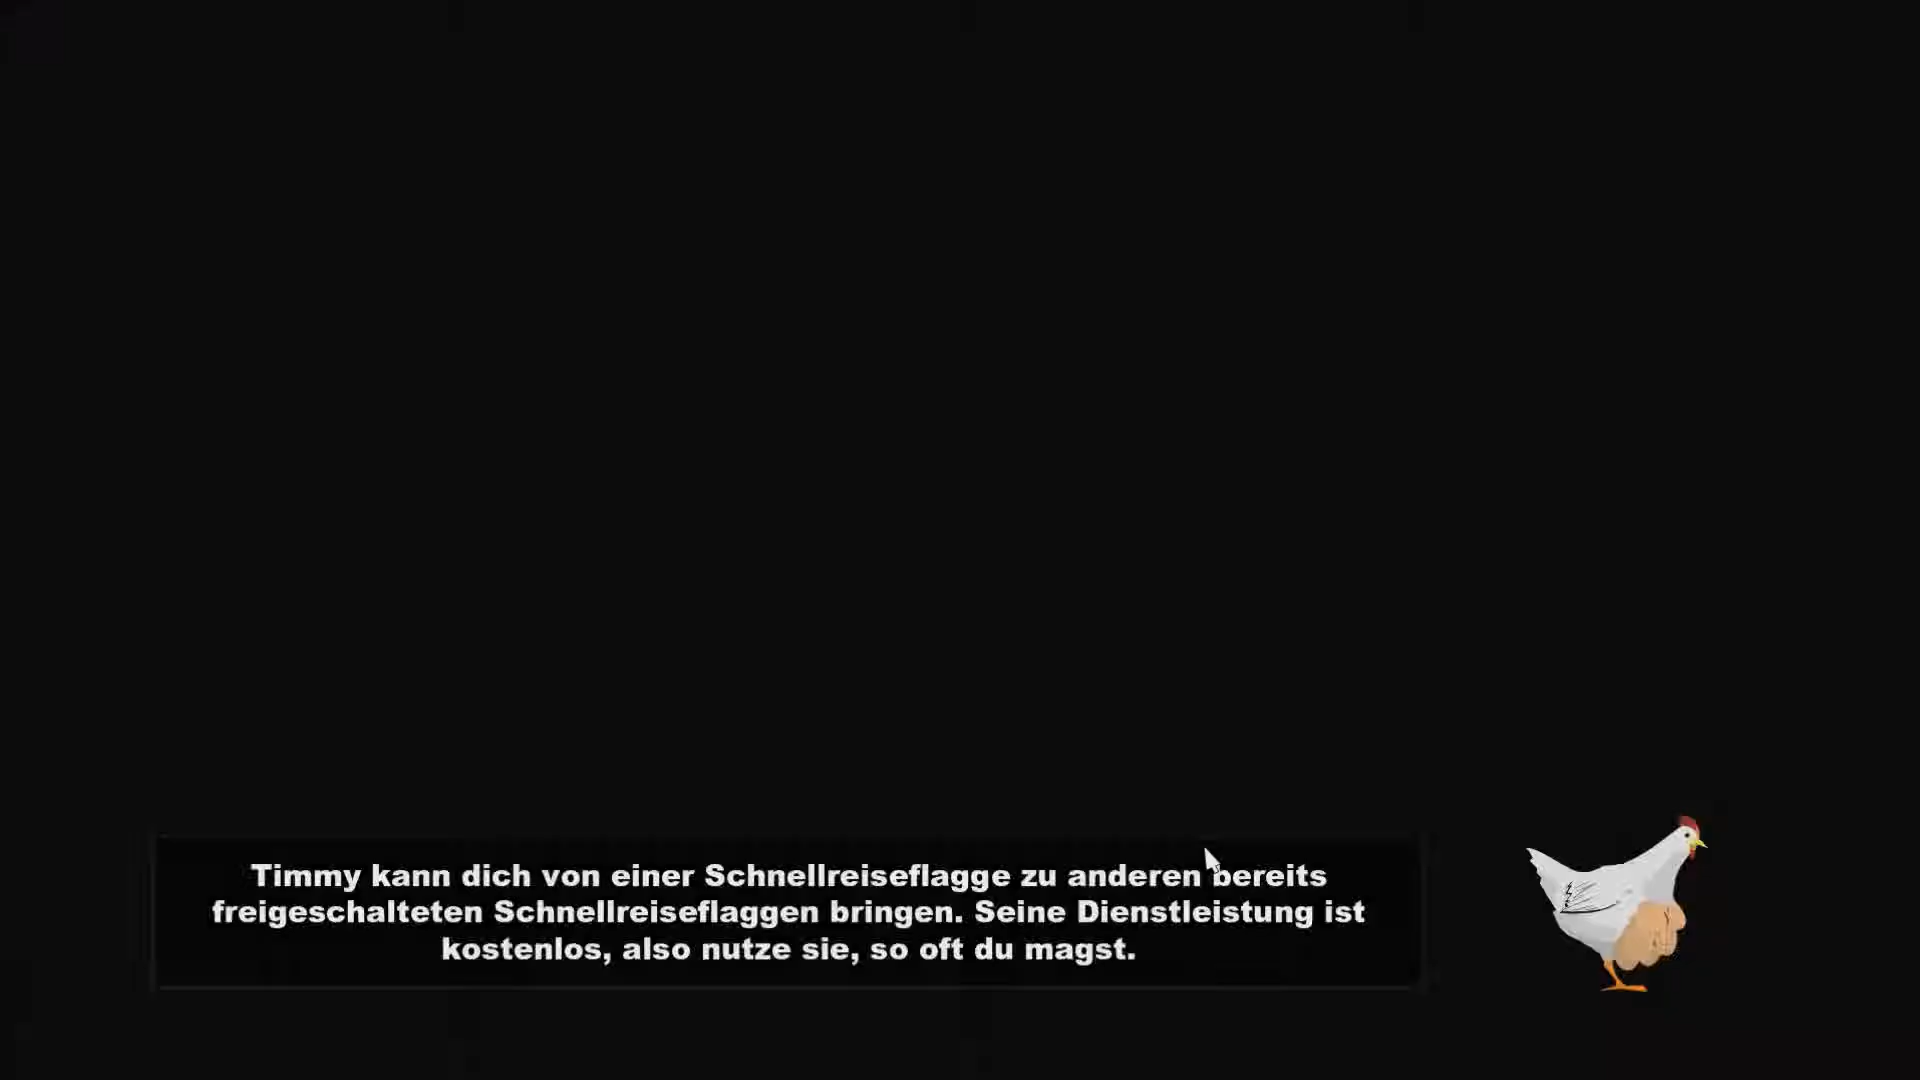 Timmy kann dich von einer Schnellreiseflagge zu anderen bereits
freigeschalteten Schnellreiseflaggen bringen. Seine Dienstleistung ist
kostenlos, also nutze sie, so oft du magst.